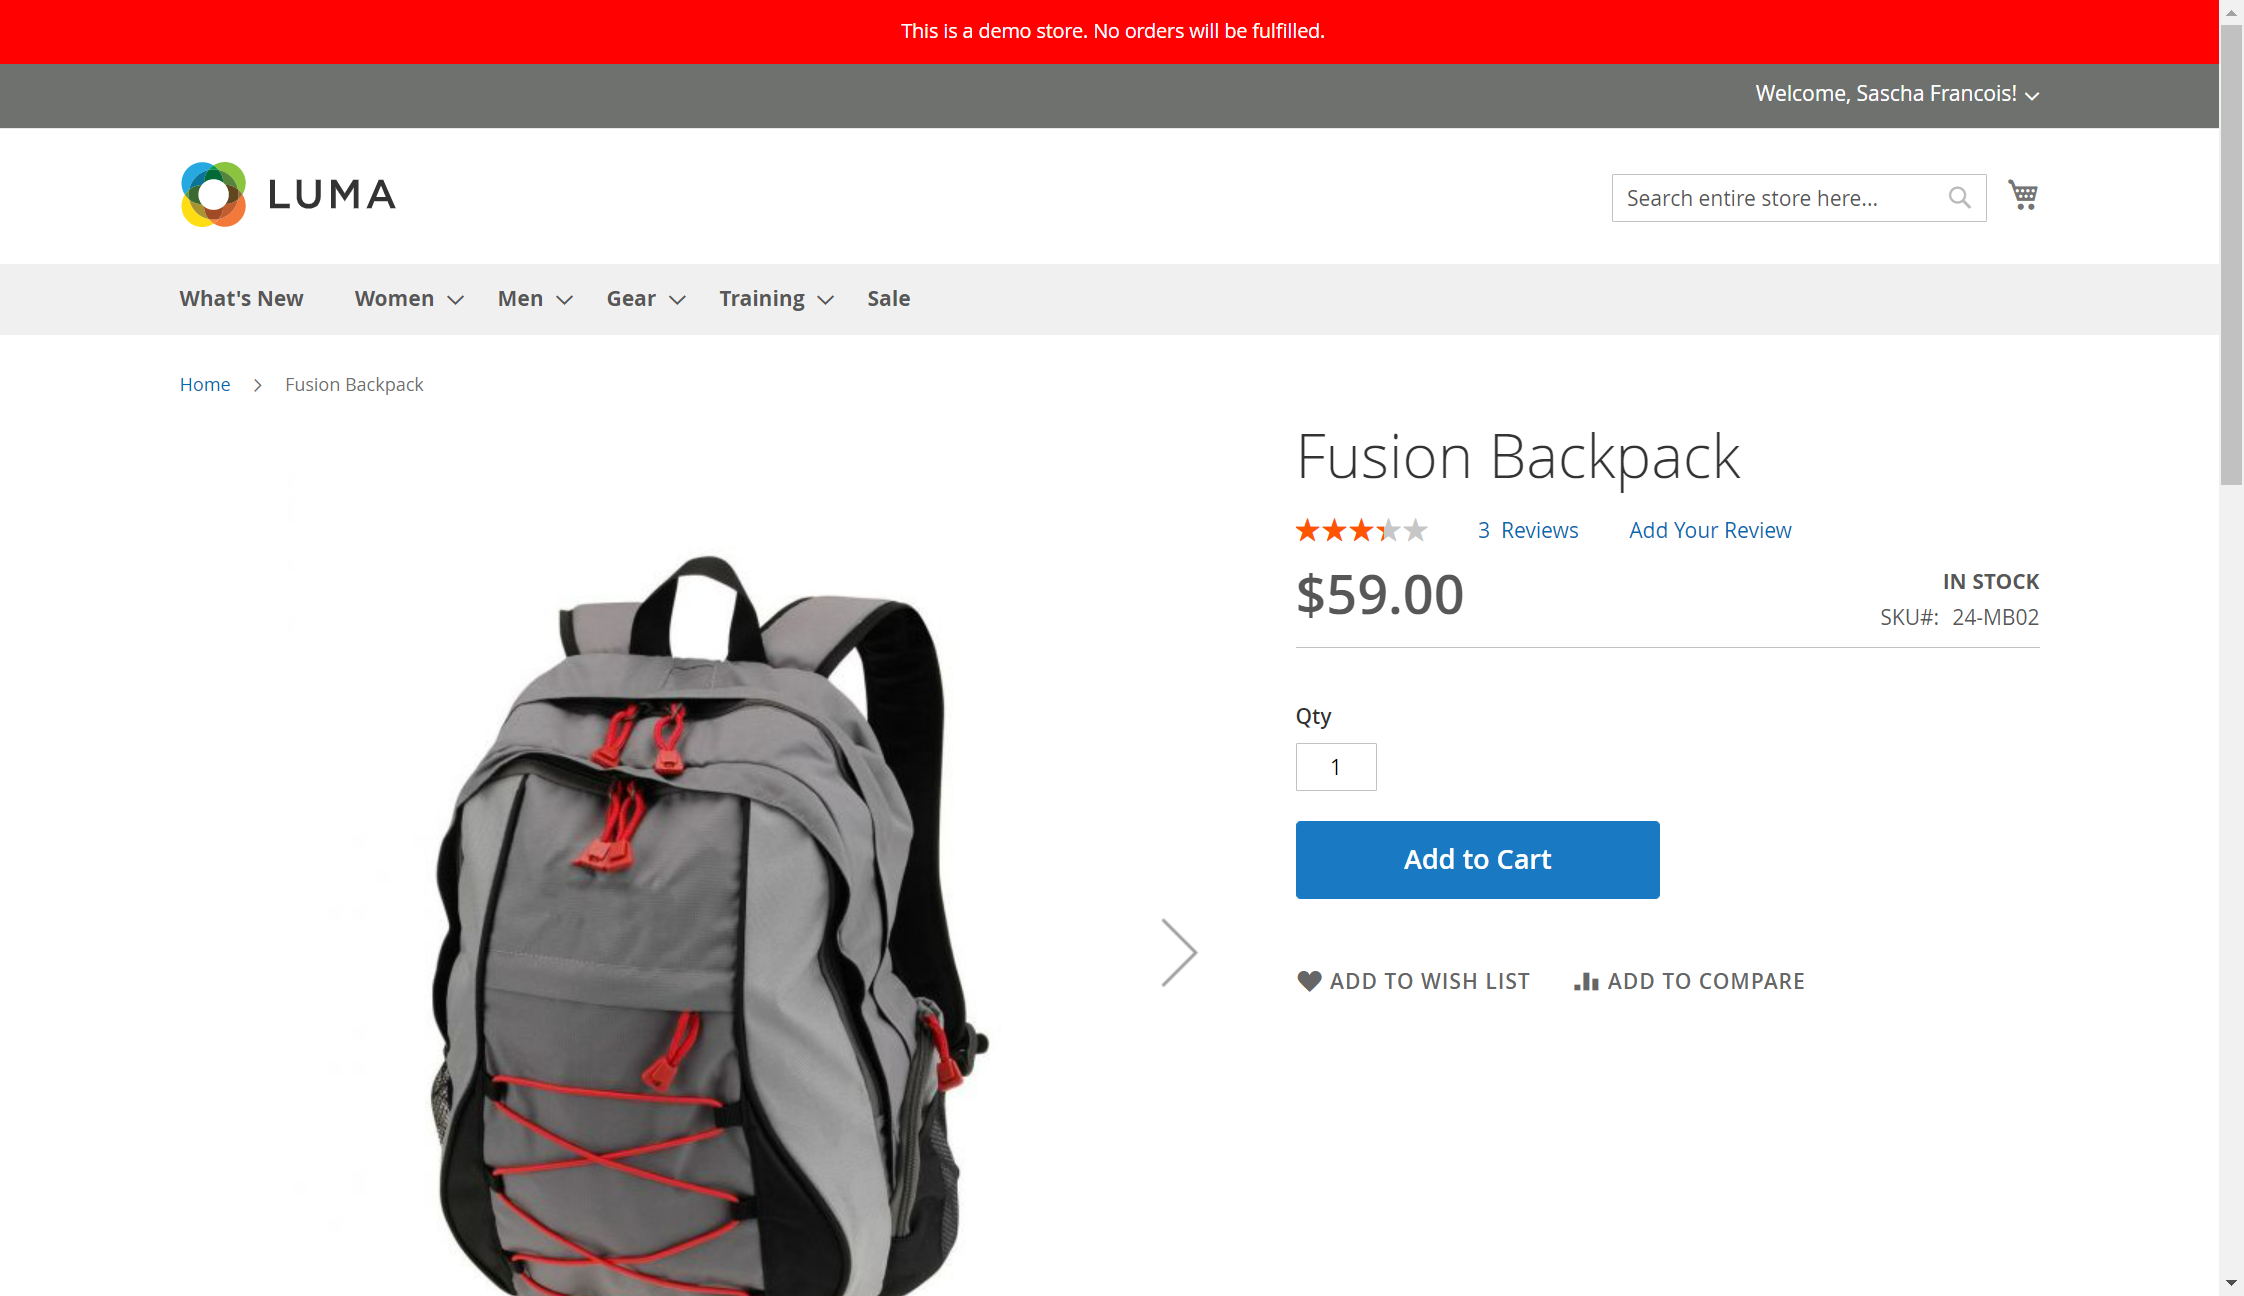 This is a demo store. No orders will be fulfilled.
Welcome, Sascha Francois!
LUMA
Search entire store here...
What's New Women Men Gear Training Sale
Home Fusion Backpack
Fusion Backpack
3 Reviews Add Your Review
$59.00
IN STOCK
SKU#: 24-MB02
Qty
1
Add to Cart
ADD TO WISH LIST ADD TO COMPARE